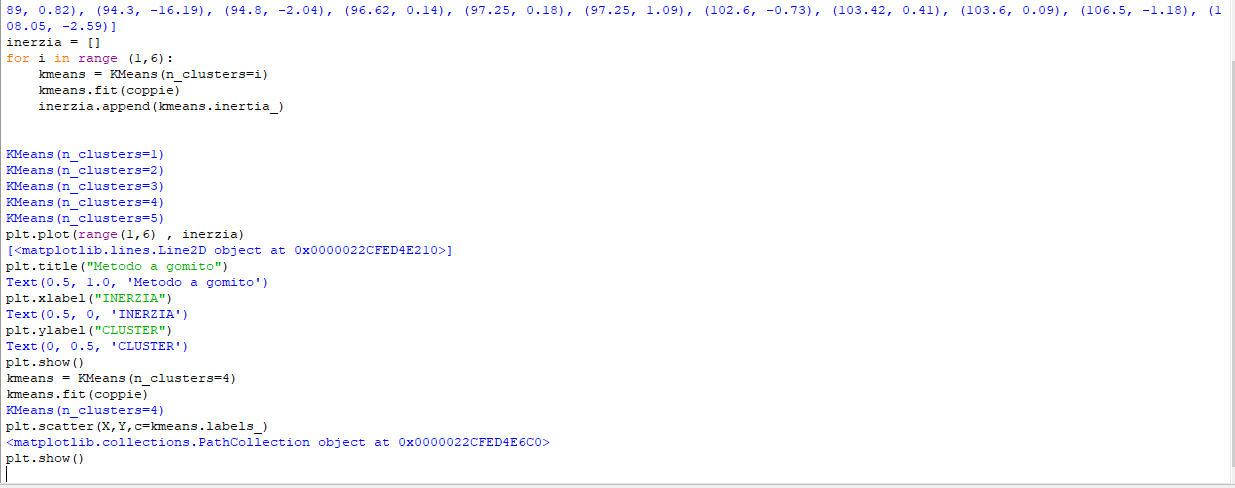 89, 0.82), (94.3, -16.19), (94.8, -2.04), (96.62, 0.14), (97.25, 0.18), (97.25, 1.09), (102.6, -0.73), (103.42, 0.41), (103.6, 0.09), (106.5, -1.18), (1
08.05, -2.59)]
inerzia = []
for i in range (1,6):
    kmeans = KMeans(n_clusters=i)
    kmeans.fit(coppie)
    inerzia.append(kmeans.inertia_)
KMeans(n_clusters=1)
KMeans(n_clusters=2)
KMeans(n_clusters=3)
KMeans(n_clusters=4)
KMeans(n_clusters=5)
plt.plot(range(1,6) , inerzia)
[<matplotlib.lines.Line2D object at 0x0000022CFED4E210>]
plt.title("Metodo a gomito")
Text(0.5, 1.0, 'Metodo a gomito')
plt.xlabel("INERZIA")
Text(0.5, 0, 'INERZIA')
plt.ylabel("CLUSTER")
Text(0, 0.5, 'CLUSTER')
plt.show()
kmeans = KMeans(n_clusters=4)
kmeans.fit(coppie)
KMeans(n_clusters=4)
plt.scatter(X,Y,c=kmeans.labels_)
<matplotlib.collections.PathCollection object at 0x0000022CFED4E6C0>
plt.show()